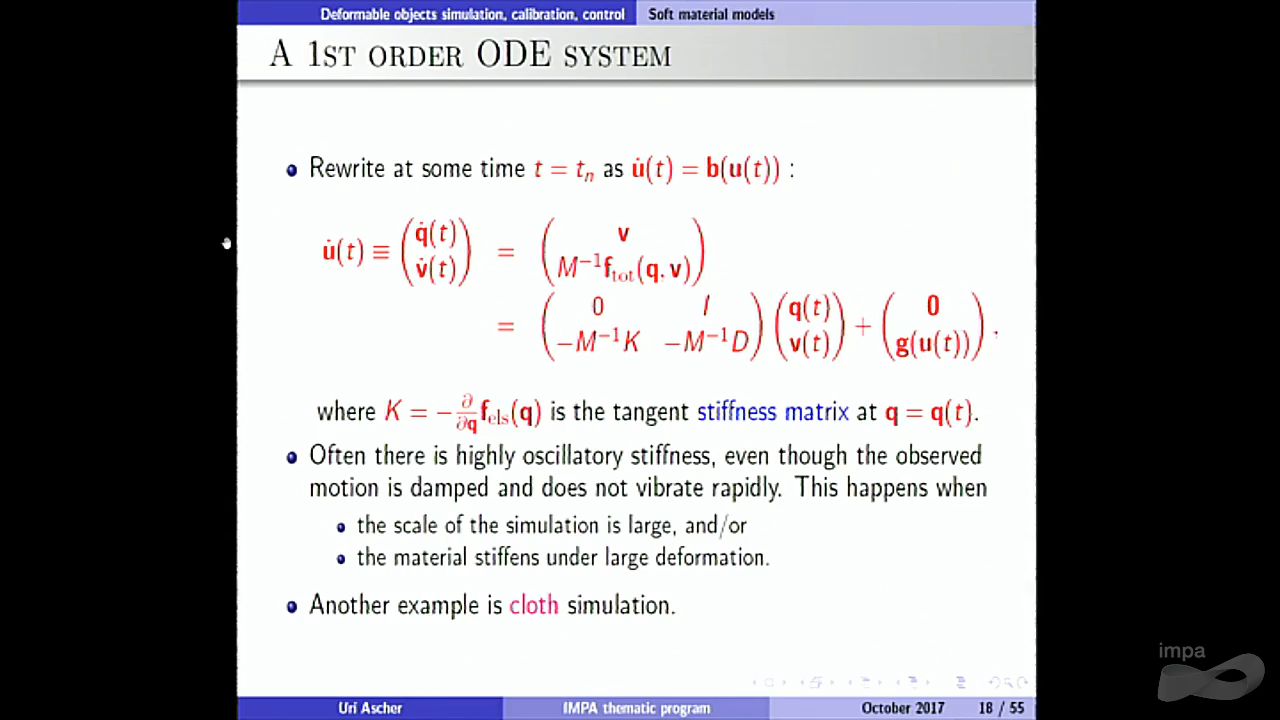 Deformable objects simulation, calibration, control Soft material models
A 1ST ORDER ODE SYSTEM
Rewrite at some time t = t_n as u̇(t) = b(u(t)) :
u̇(t) ≡ (q̇(t) v̇(t)) = (v M⁻¹f_tot(q, v))
= (0 I −M⁻¹K −M⁻¹D) (q(t) v(t)) + (0 g(u(t))) .
where K = −∂/∂q f_els(q) is the tangent stiffness matrix at q = q(t).
Often there is highly oscillatory stiffness, even though the observed
motion is damped and does not vibrate rapidly. This happens when
the scale of the simulation is large, and/or
the material stiffens under large deformation.
Another example is cloth simulation.
impa
Uri Ascher IMPA thematic program October 2017 18 / 55